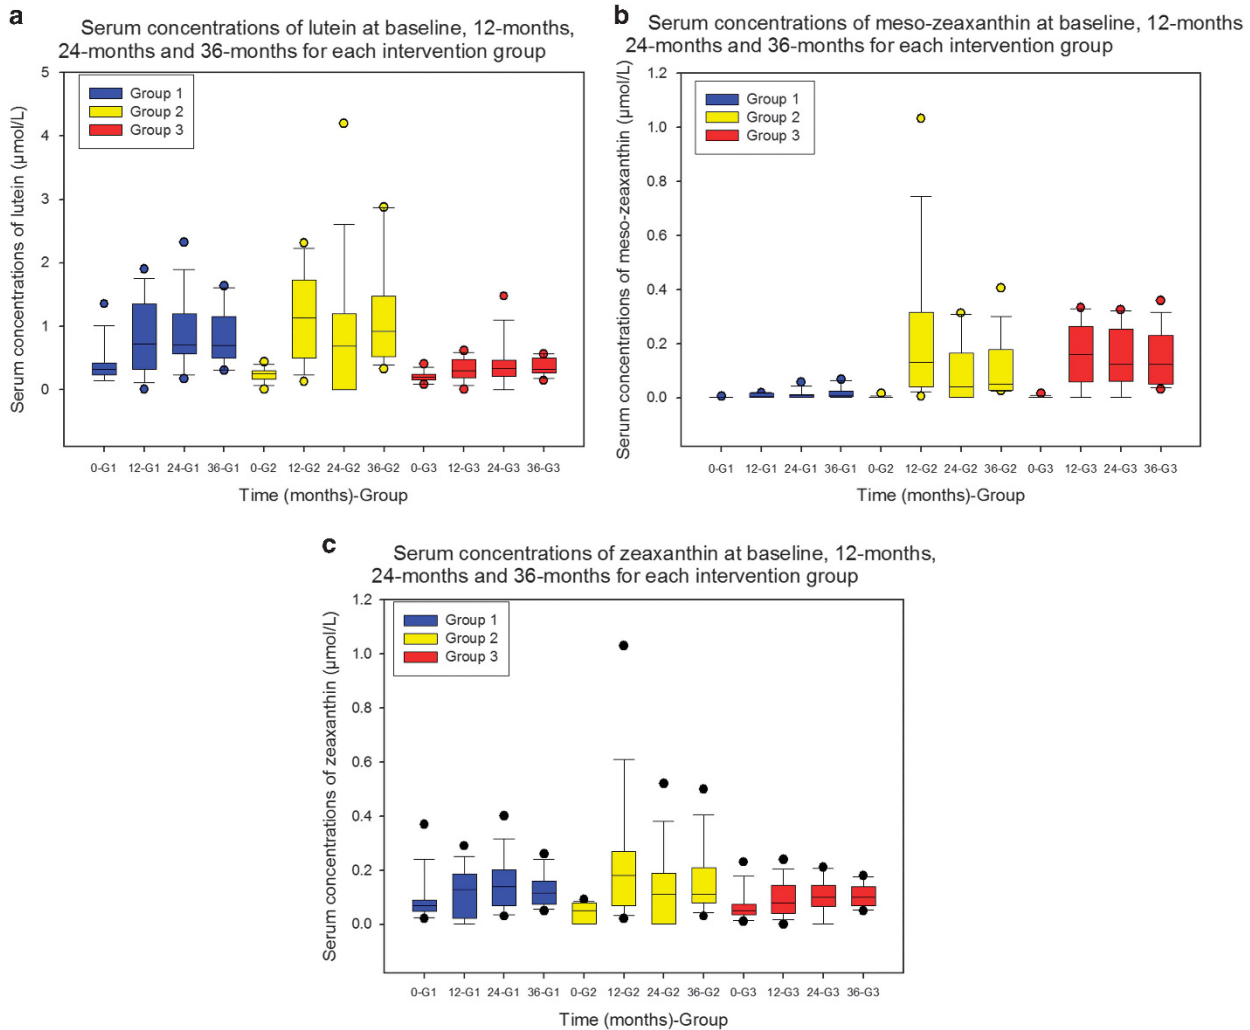 a
Serum concentrations of lutein at baseline, 12-months,
24-months and 36-months for each intervention group
Serum concentrations of lutein (µmol/L)
5
4
3
2
1
0
Group 1
Group 2
Group 3
0-G1 12-G1 24-G1 36-G1 0-G2 12-G2 24-G2 36-G2 0-G3 12-G3 24-G3 36-G3
Time (months)-Group
b
Serum concentrations of meso-zeaxanthin at baseline, 12-months
24-months and 36-months for each intervention group
Serum concentrations of meso-zeaxanthin (µmol/L)
1.2
1.0
0.8
0.6
0.4
0.2
0.0
Group 1
Group 2
Group 3
0-G1 12-G1 24-G1 36-G1 0-G2 12-G2 24-G2 36-G2 0-G3 12-G3 24-G3 36-G3
Time (months)-Group
c
Serum concentrations of zeaxanthin at baseline, 12-months,
24-months and 36-months for each intervention group
Serum concentrations of zeaxanthin (µmol/L)
1.2
1.0
0.8
0.6
0.4
0.2
0.0
Group 1
Group 2
Group 3
0-G1 12-G1 24-G1 36-G1 0-G2 12-G2 24-G2 36-G2 0-G3 12-G3 24-G3 36-G3
Time (months)-Group